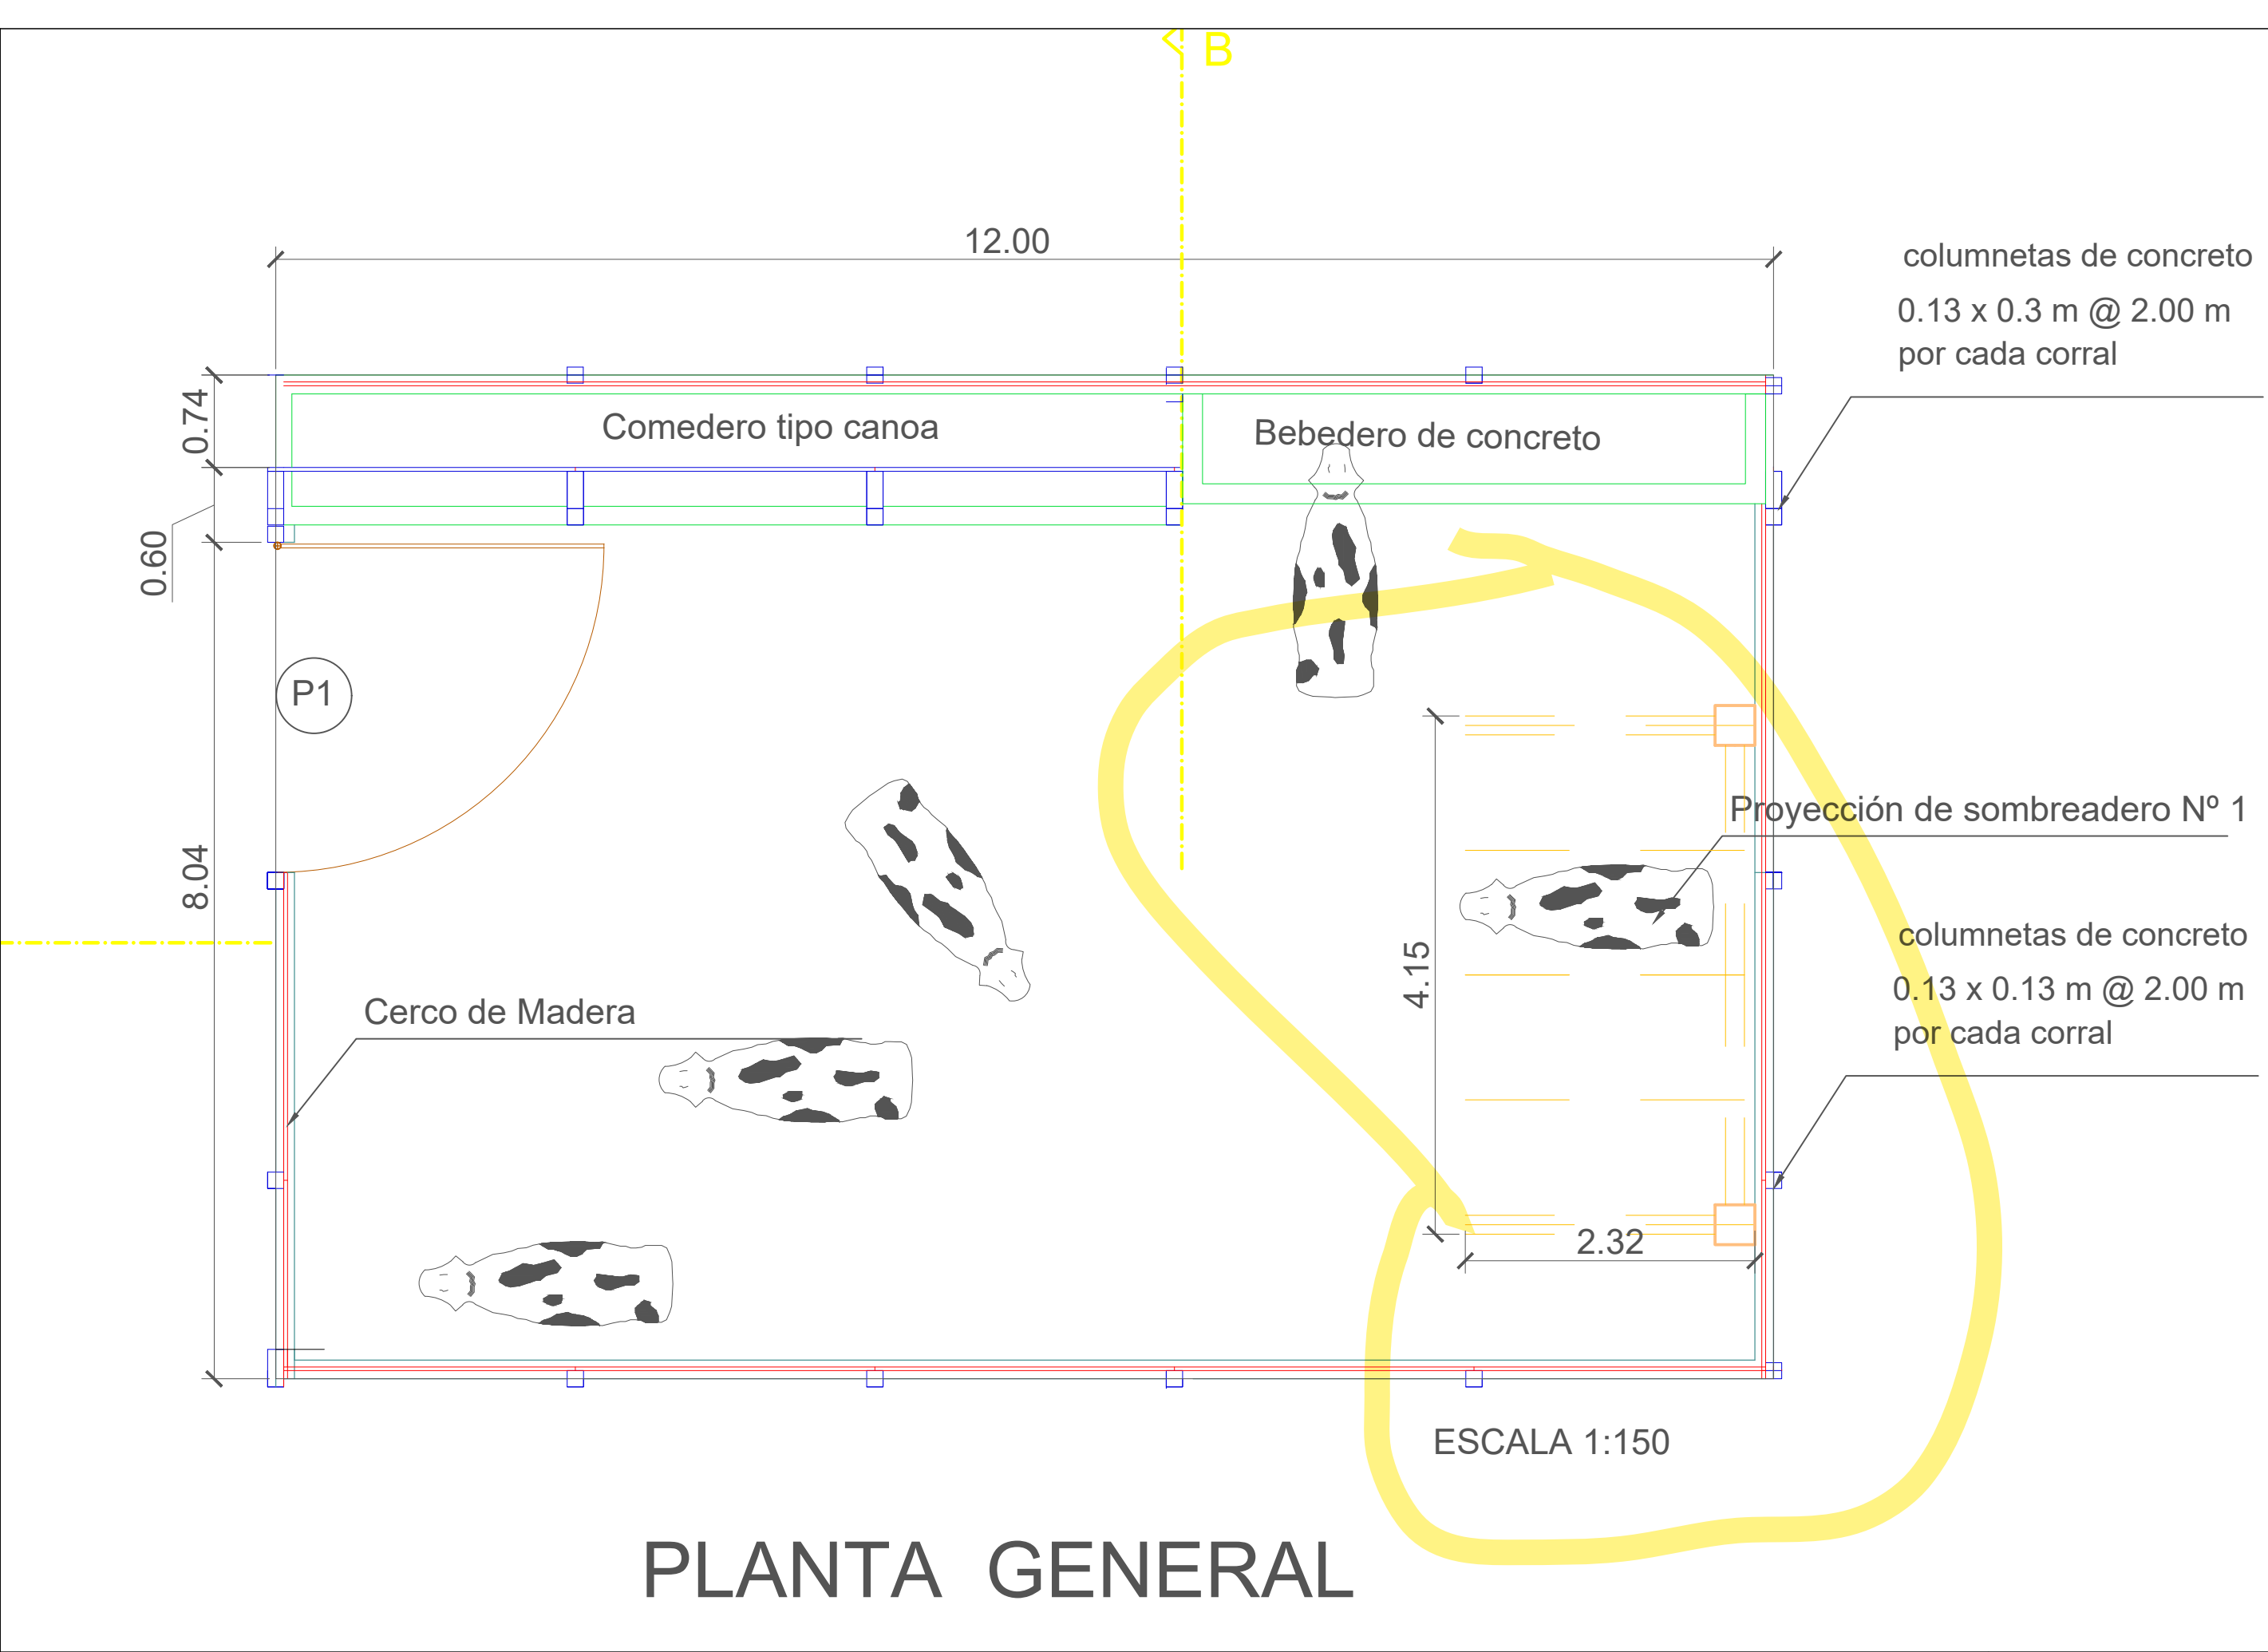 B
12.00
columnetas de concreto
0.13 x 0.3 m @ 2.00 m
por cada corral
0.74
Comedero tipo canoa
Bebedero de concreto
0.60
P1
Proyección de sombreadero Nº 1
8.04
4.15
columnetas de concreto
0.13 x 0.13 m @ 2.00 m
por cada corral
Cerco de Madera
2.32
ESCALA 1:150
PLANTA GENERAL